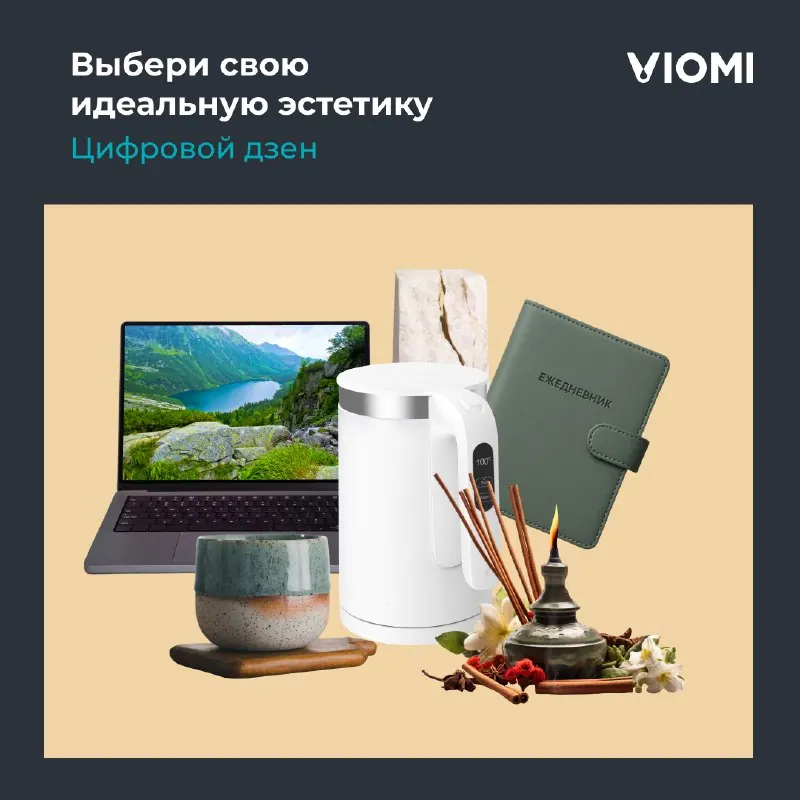 Выбери свою
идеальную эстетику
Цифровой дзен
VIOMI
ЕЖЕДНЕВНИК
100°